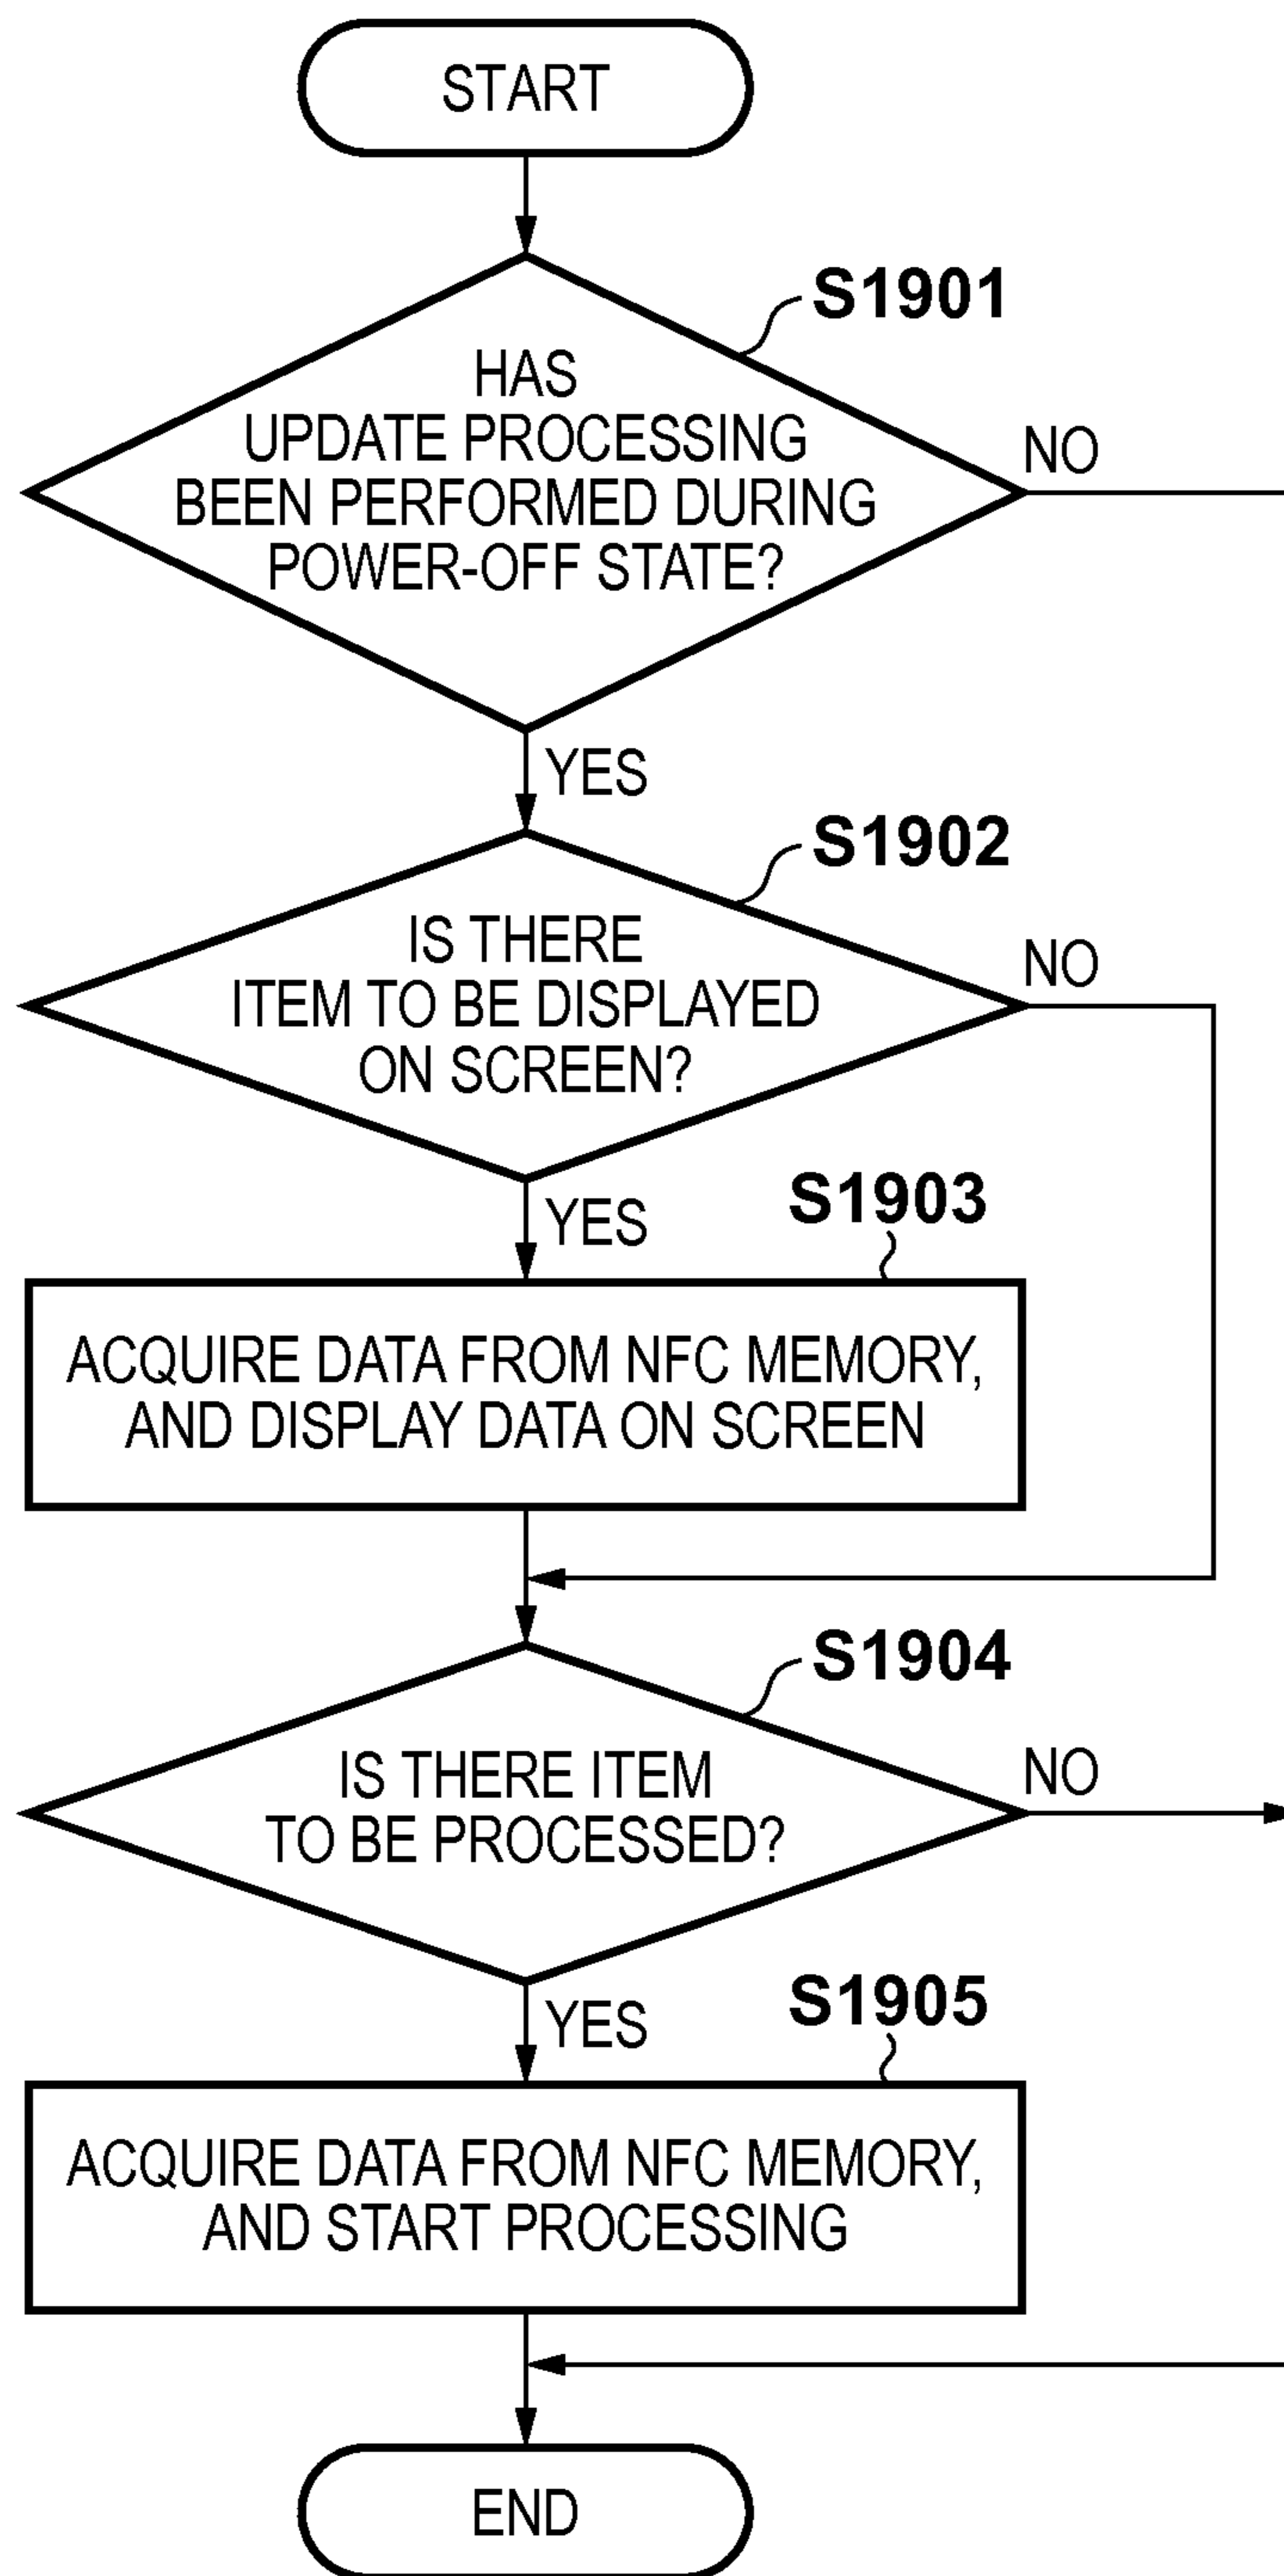 START
S1901
HAS
UPDATE PROCESSING
BEEN PERFORMED DURING
POWER-OFF STATE?
NO
YES
S1902
IS THERE
ITEM TO BE DISPLAYED
ON SCREEN?
NO
YES
S1903
ACQUIRE DATA FROM NFC MEMORY,
AND DISPLAY DATA ON SCREEN
S1904
IS THERE ITEM
TO BE PROCESSED?
NO
YES
S1905
ACQUIRE DATA FROM NFC MEMORY,
AND START PROCESSING
END